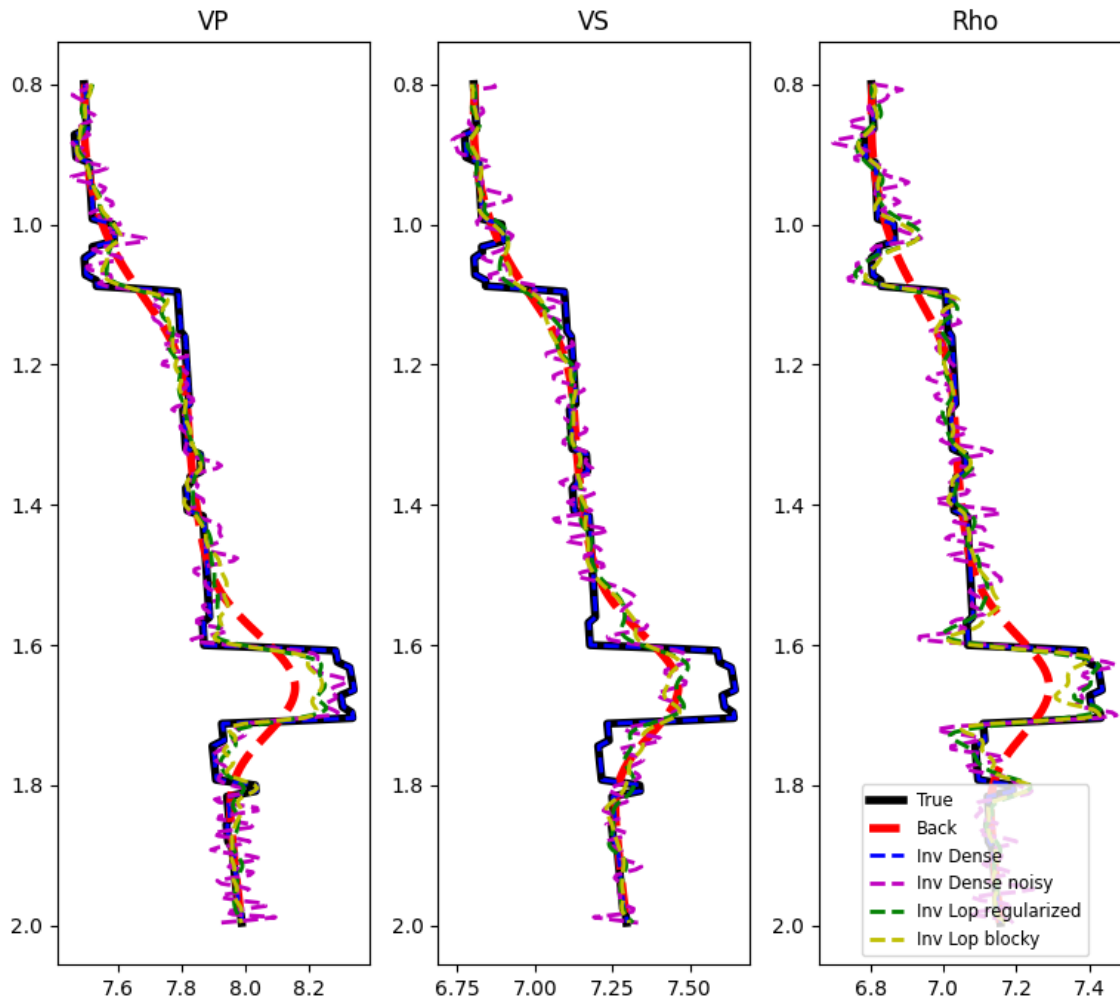 VP
VS
Rho
0.8
1.0
1.2
1.4
1.6
1.8
2.0
7.6 7.8 8.0 8.2
0.8
1.0
1.2
1.4
1.6
1.8
2.0
6.75 7.00 7.25 7.50
0.8
1.0
1.2
1.4
1.6
1.8
2.0
6.8 7.0 7.2 7.4
True
Back
Inv Dense
Inv Dense noisy
Inv Lop regularized
Inv Lop blocky